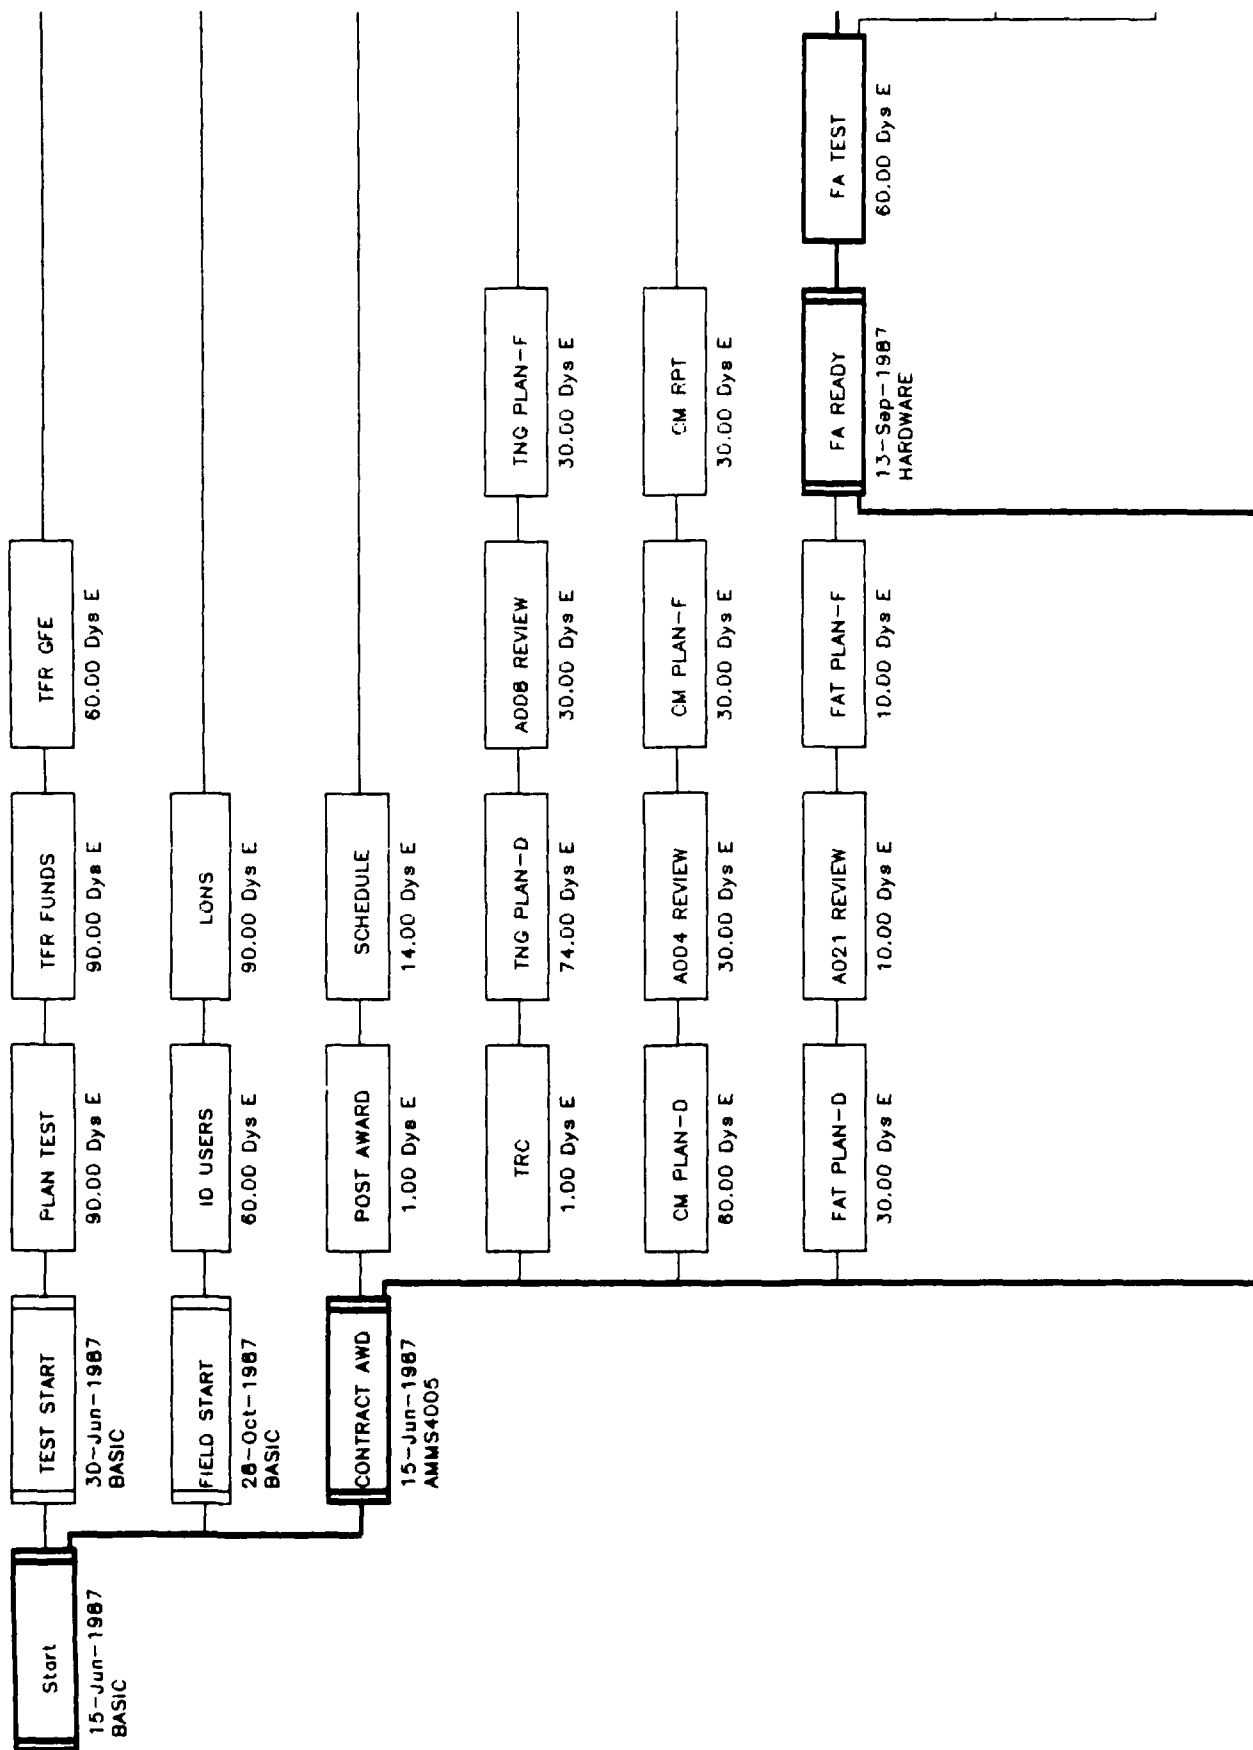 Start
15-Jun-1987
BASIC
TEST START
30-Jun-1987
BASIC
PLAN TEST
90.00 Dys E
TFR FUNDS
90.00 Dys E
TFR GFE
60.00 Dys E
FIELD START
28-Oct-1987
BASIC
ID USERS
60.00 Dys E
LONS
90.00 Dys E
CONTRACT AWD
15-Jun-1987
AMMS4005
POST AWARD
1.00 Dys E
SCHEDULE
14.00 Dys E
TRC
1.00 Dys E
TNG PLAN-D
74.00 Dys E
A008 REVIEW
30.00 Dys E
TNG PLAN-F
30.00 Dys E
CM PLAN-D
60.00 Dys E
A004 REVIEW
30.00 Dys E
CM PLAN-F
30.00 Dys E
CM RPT
30.00 Dys E
FAT PLAN-D
30.00 Dys E
A021 REVIEW
10.00 Dys E
FAT PLAN-F
10.00 Dys E
FA READY
13-Sep-1987
HARDWARE
FA TEST
60.00 Dys E